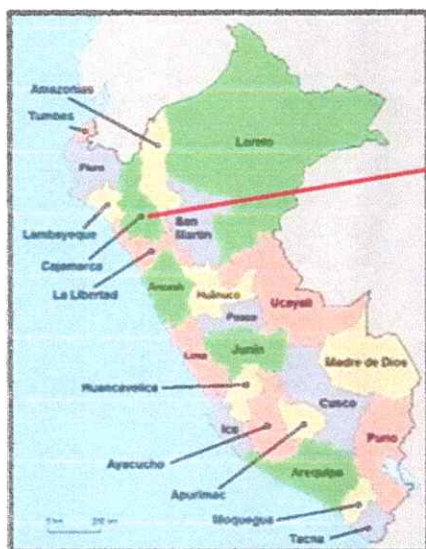 Amazonas
Tumbes
Loreto
Piura
Lambayeque
San
Martín
Cajamarca
La Libertad
Ancash
Huánuco
Ucayali
Pasco
Lima
Junín
Madre de Dios
Huancavelica
Cusco
Ica
Puno
Ayacucho
Arequipa
Apurímac
Moquegua
Tacna